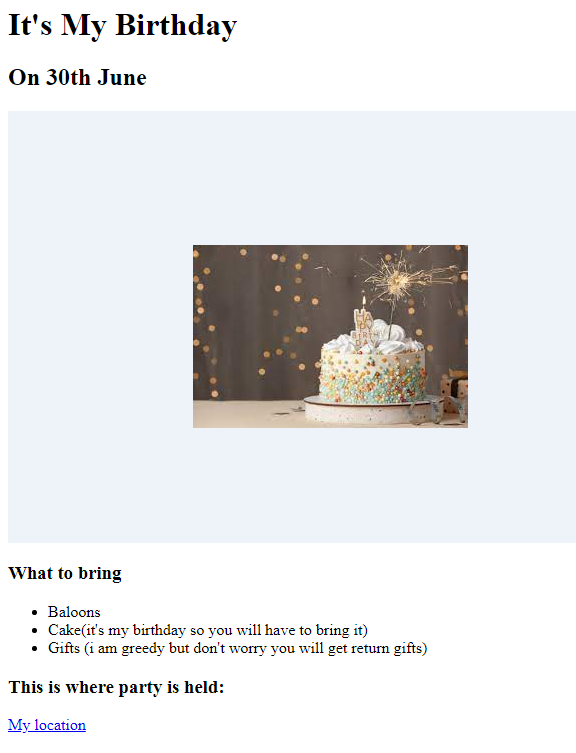 It's My Birthday
On 30th June
What to bring
Baloons
Cake(it's my birthday so you will have to bring it)
Gifts (i am greedy but don't worry you will get return gifts)
This is where party is held:
My location